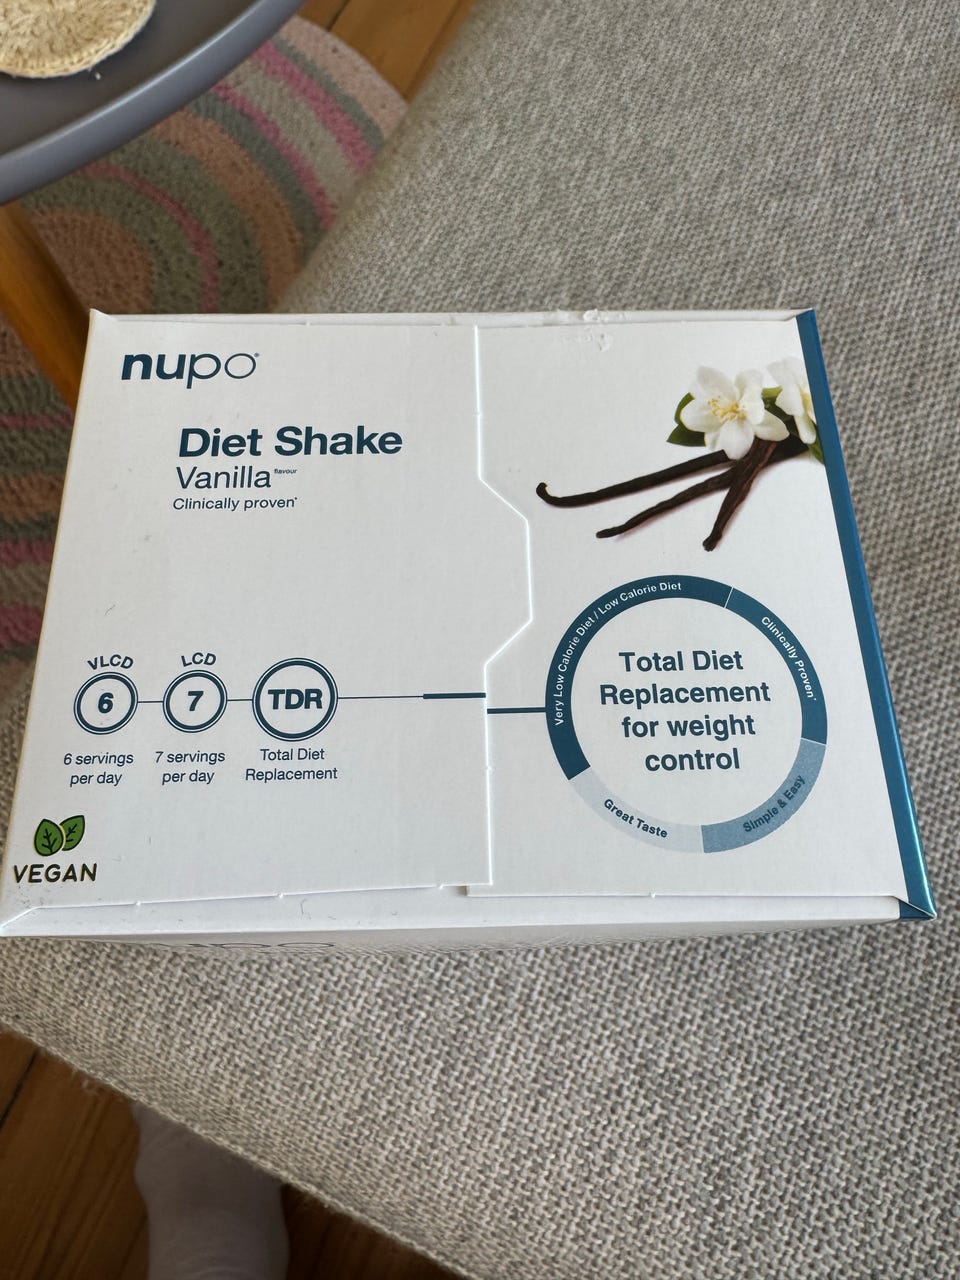 nupo®
Diet Shake
Vanilla flavour
Clinically proven*
VLCD
6
6 servings
per day
LCD
7
7 servings
per day
TDR
Total Diet
Replacement
VEGAN
Very Low Calorie Diet / Low Calorie Diet
Clinically Proven*
Simple & Easy
Great Taste
Total Diet
Replacement
for weight
control